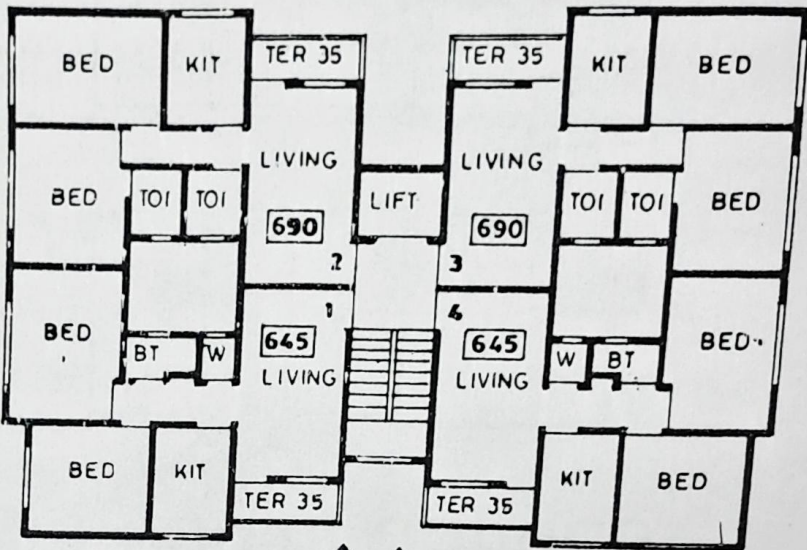 BED KIT TER 35 TER 35 KIT BED
LIVING LIVING
BED TOI TOI LIFT TOI TOI BED
690 690
2 3
1 4
BED 645 645 BED
BT W LIVING LIVING W BT
BED KIT KIT BED
TER 35 TER 35